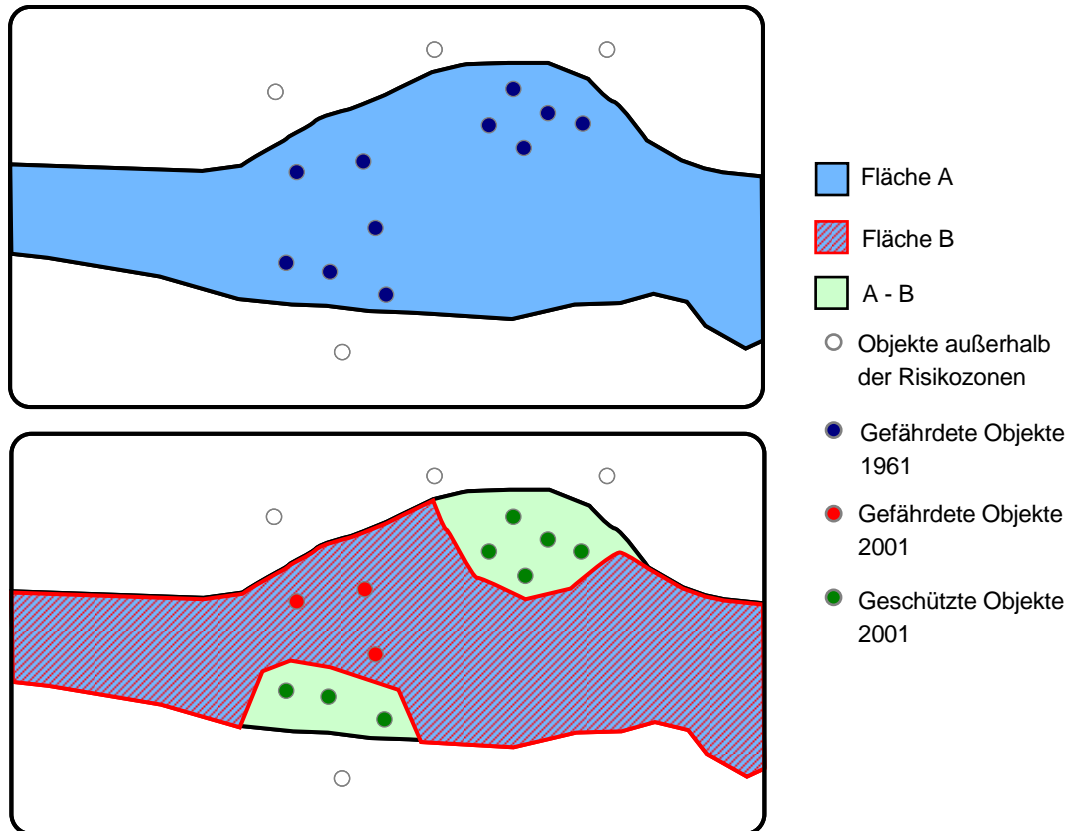 Fläche A
Fläche B
A - B
Objekte außerhalb
der Risikozonen
Gefährdete Objekte
1961
Gefährdete Objekte
2001
Geschützte Objekte
2001